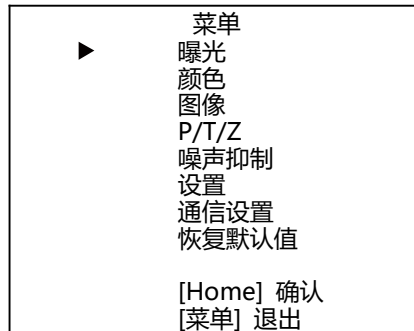 菜单
▶ 曝光
颜色
图像
P/T/Z
噪声抑制
设置
通信设置
恢复默认值
[Home] 确认
[菜单] 退出